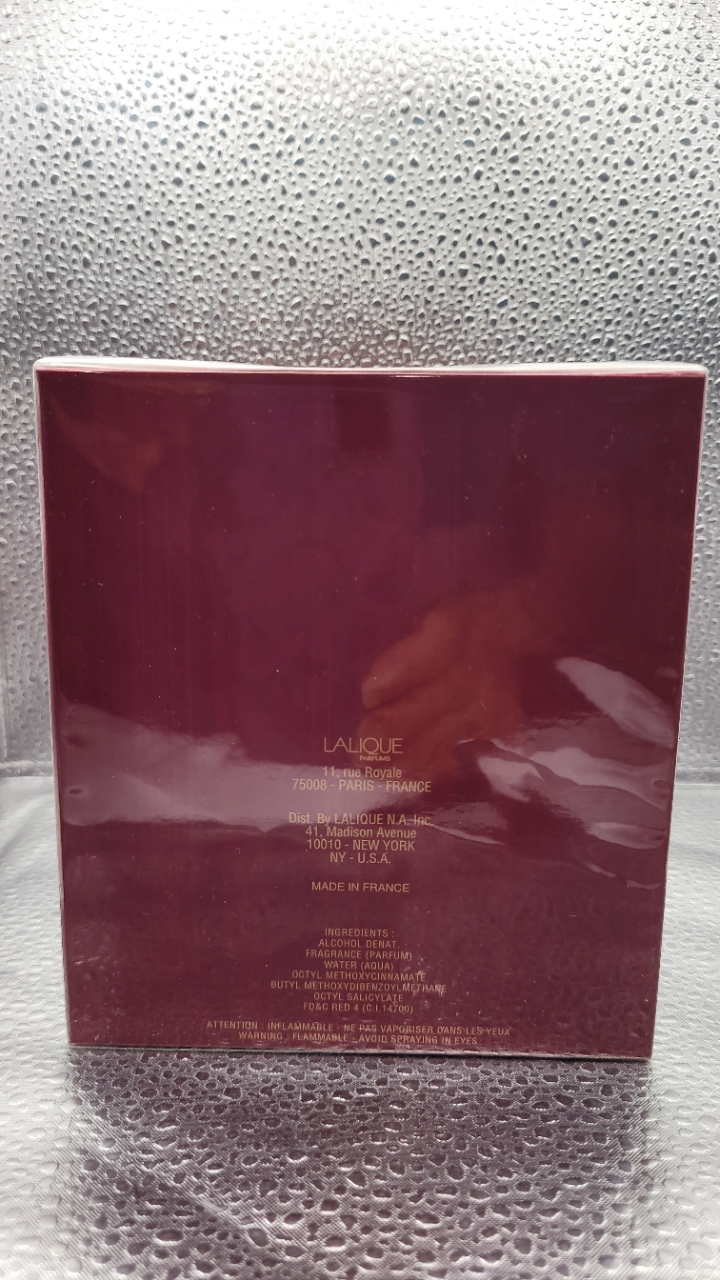 LALIQUE
PARFUMS
11, rue Royale
75008 - PARIS - FRANCE
Dist. By LALIQUE N.A. Inc.
41, Madison Avenue
10010 - NEW YORK
NY - U.S.A.
MADE IN FRANCE
INGREDIENTS :
ALCOHOL DENAT.
FRAGRANCE (PARFUM)
WATER (AQUA)
OCTYL METHOXYCINNAMATE
BUTYL METHOXYDIBENZOYLMETHANE
OCTYL SALICYLATE
FD&C RED 4 (C.I.14700)
ATTENTION : INFLAMMABLE - NE PAS VAPORISER DANS LES YEUX
WARNING : FLAMMABLE - AVOID SPRAYING IN EYES